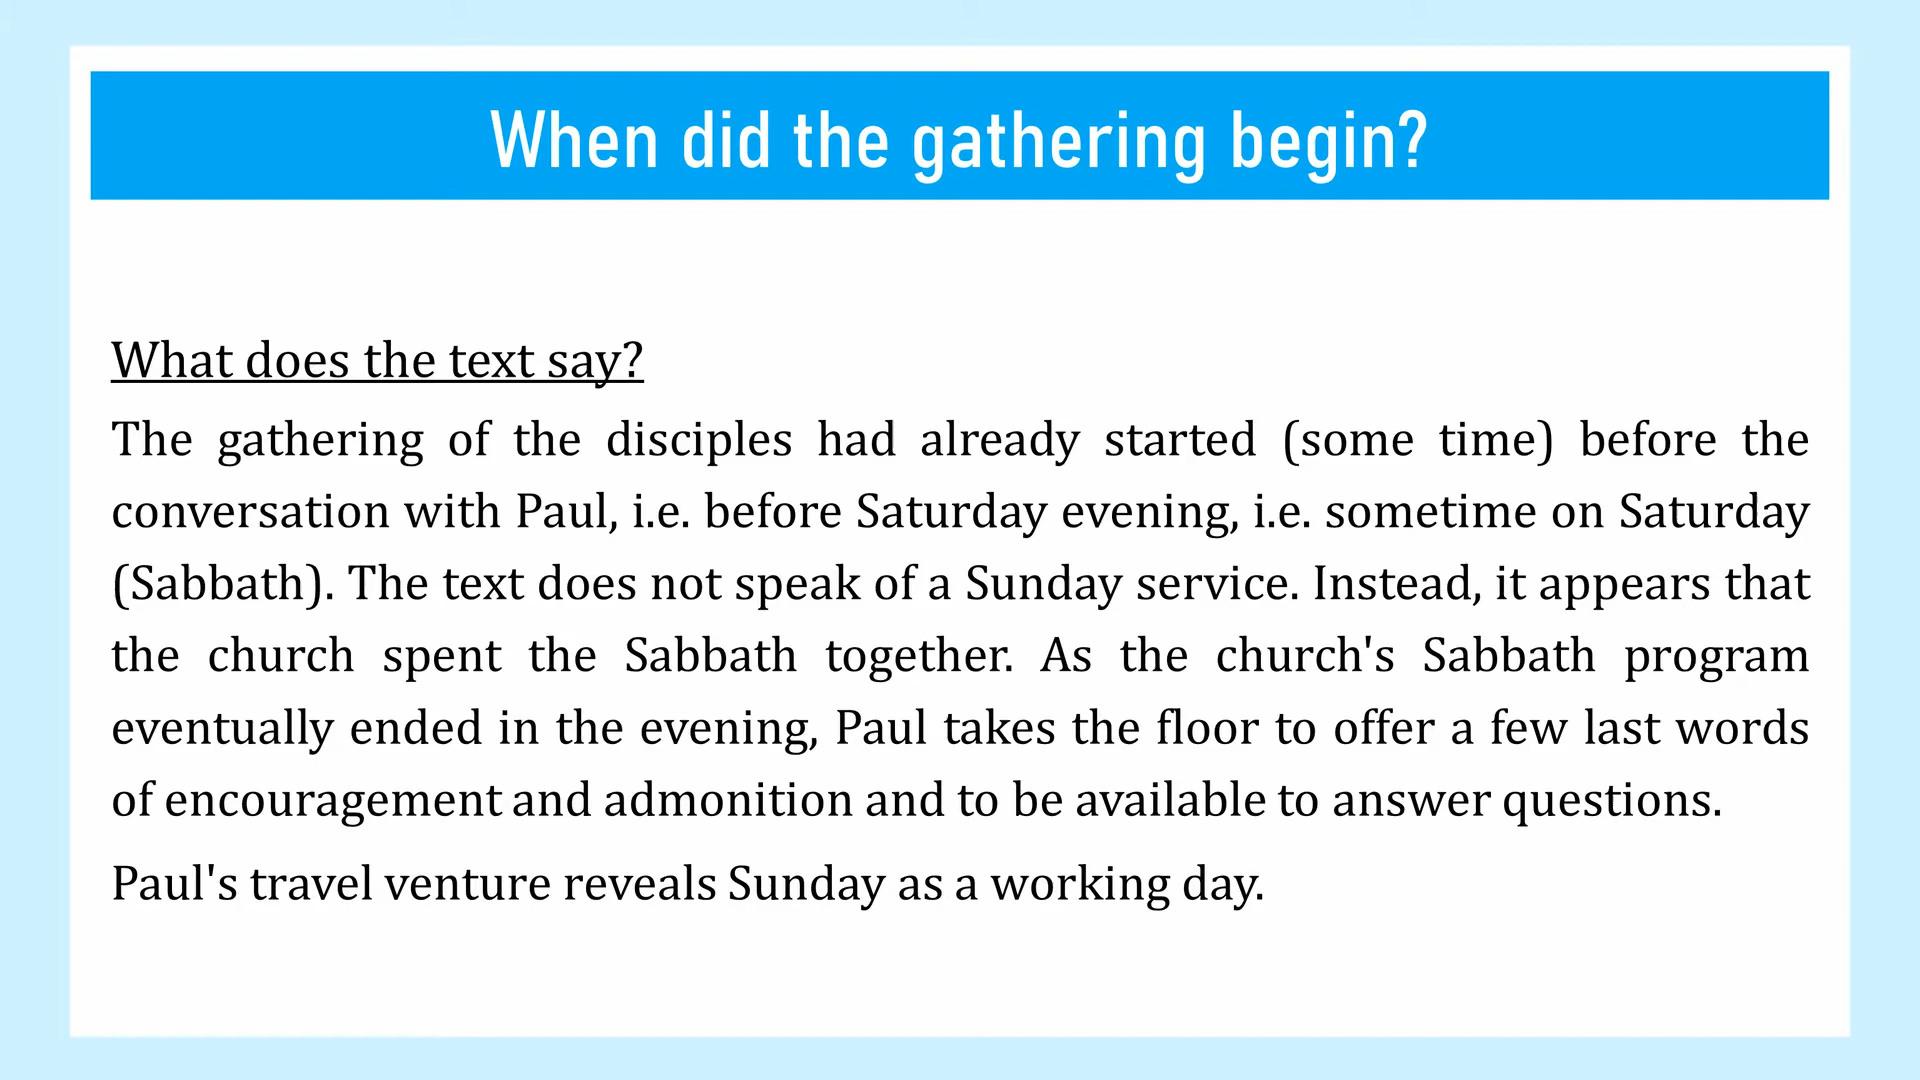 When did the gathering begin?
What does the text say?
The gathering of the disciples had already started (some time) before the
conversation with Paul, i.e. before Saturday evening, i.e. sometime on Saturday
(Sabbath). The text does not speak of a Sunday service. Instead, it appears that
the church spent the Sabbath together. As the church's Sabbath program
eventually ended in the evening, Paul takes the floor to offer a few last words
of encouragement and admonition and to be available to answer questions.
Paul's travel venture reveals Sunday as a working day.